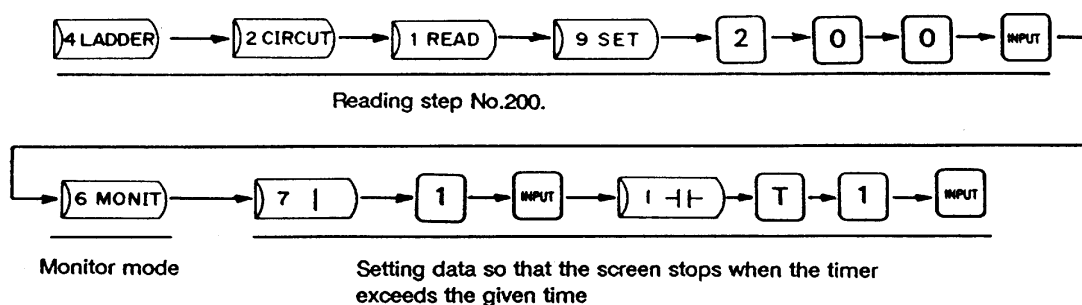 4 LADDER 2 CIRCUT 1 READ 9 SET 2 0 0 INPUT
Reading step No.200.
6 MONIT 7 | 1 INPUT 1 ⊣⊢ T 1 INPUT
Monitor mode
Setting data so that the screen stops when the timer
exceeds the given time